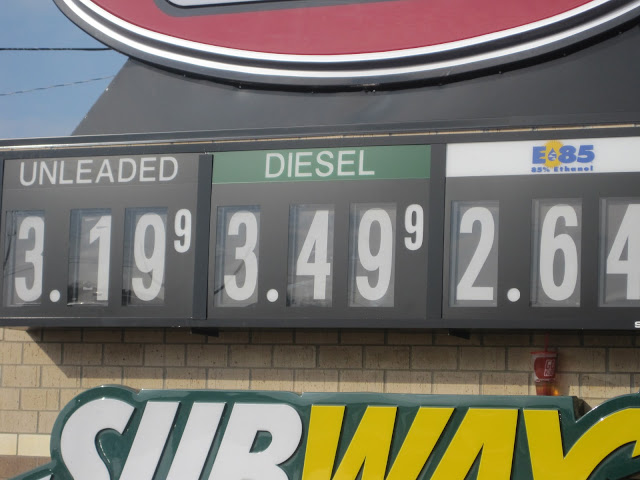 UNLEADED DIESEL E85
85% Ethanol
3.19 9 3.49 9 2.64
SUBWAY